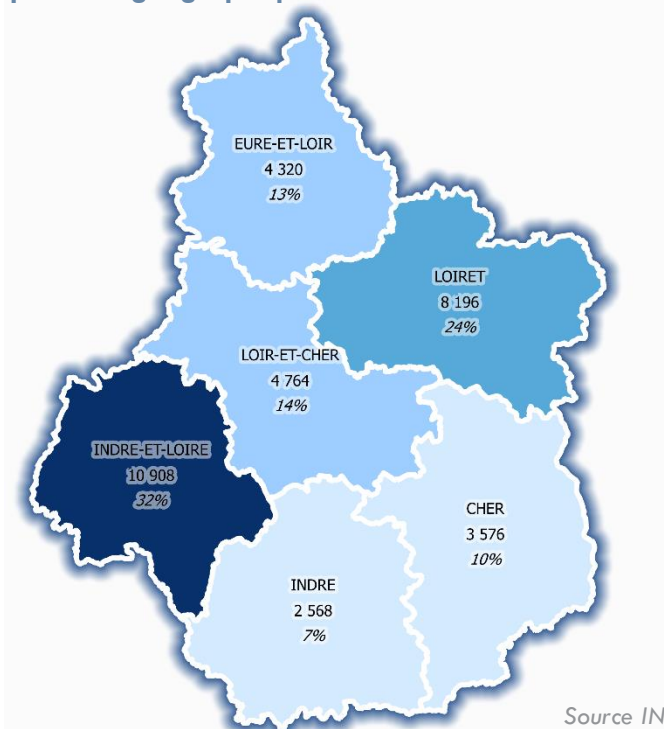 EURE-ET-LOIR
4 320
13%
LOIRET
8 196
24%
LOIR-ET-CHER
4 764
14%
INDRE-ET-LOIRE
10 908
32%
CHER
3 576
10%
INDRE
2 568
7%
Source IN